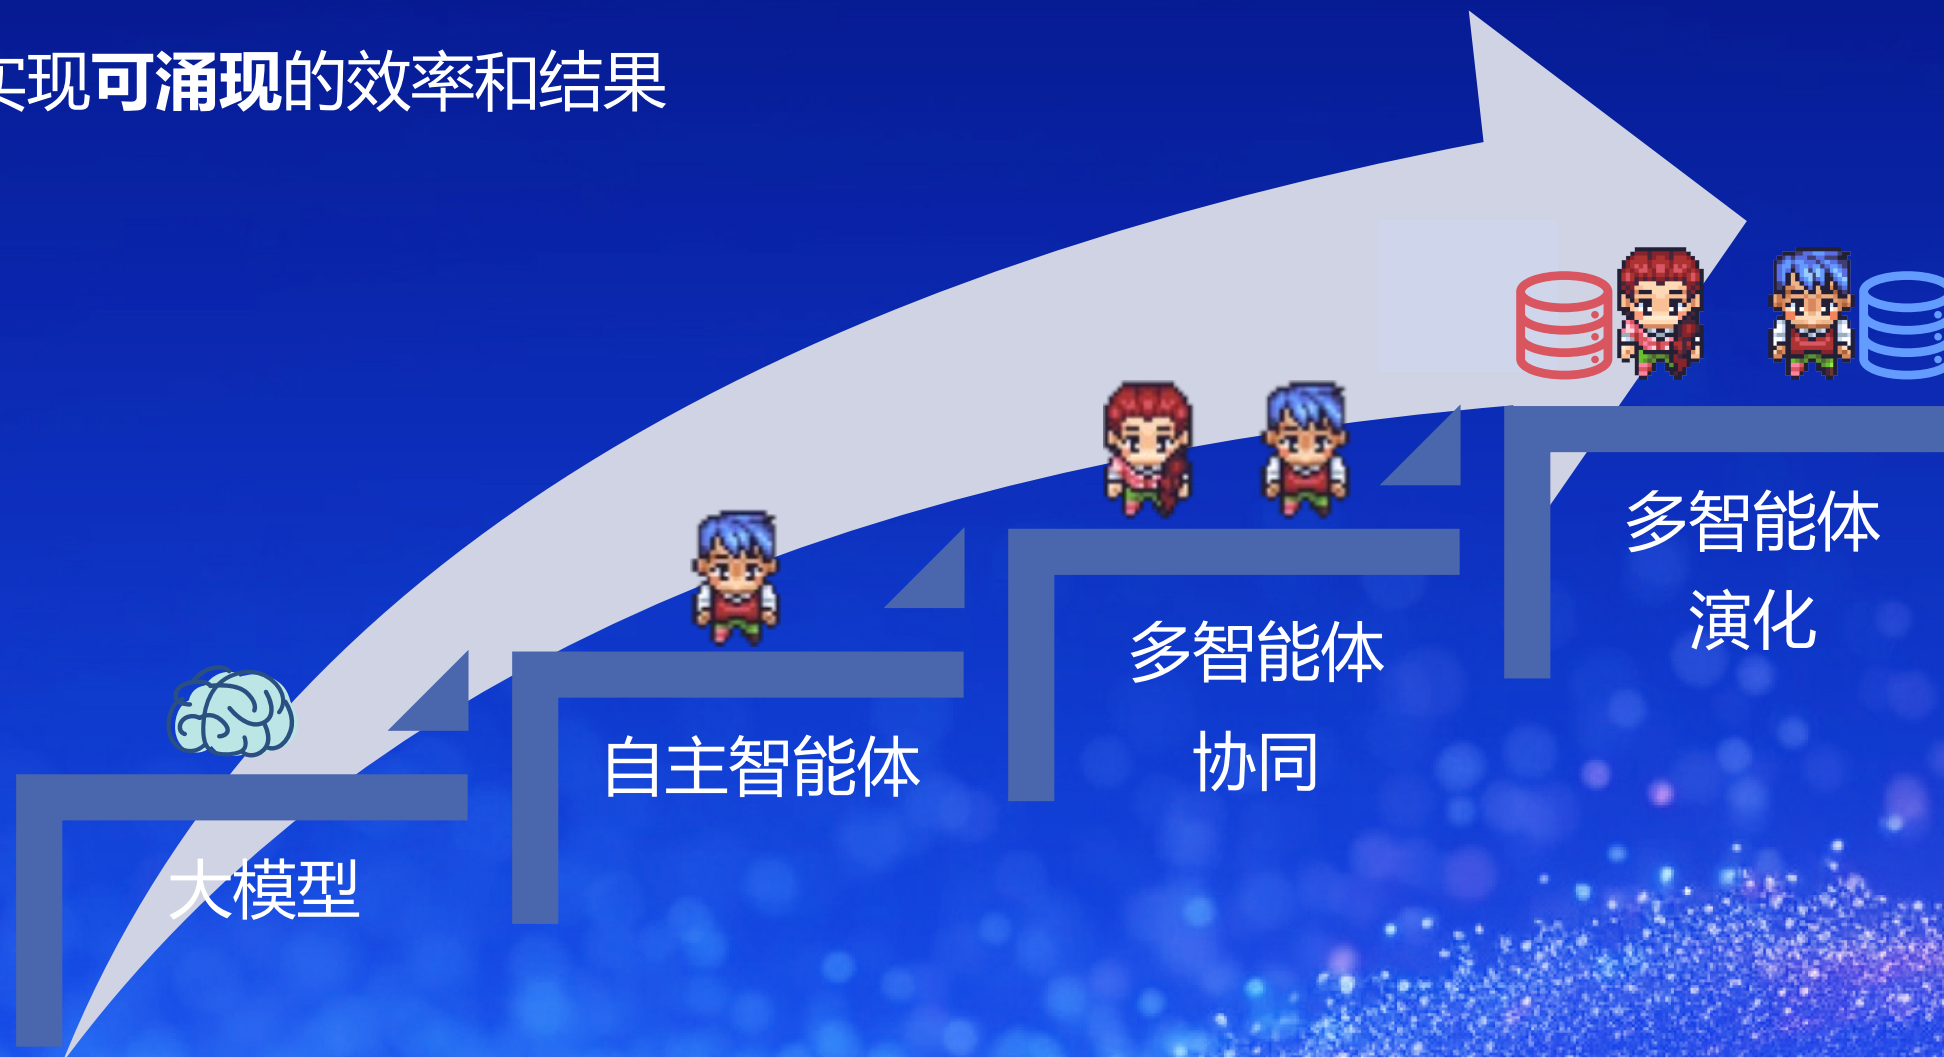 实现可涌现的效率和结果
大模型
自主智能体
多智能体
协同
多智能体
演化